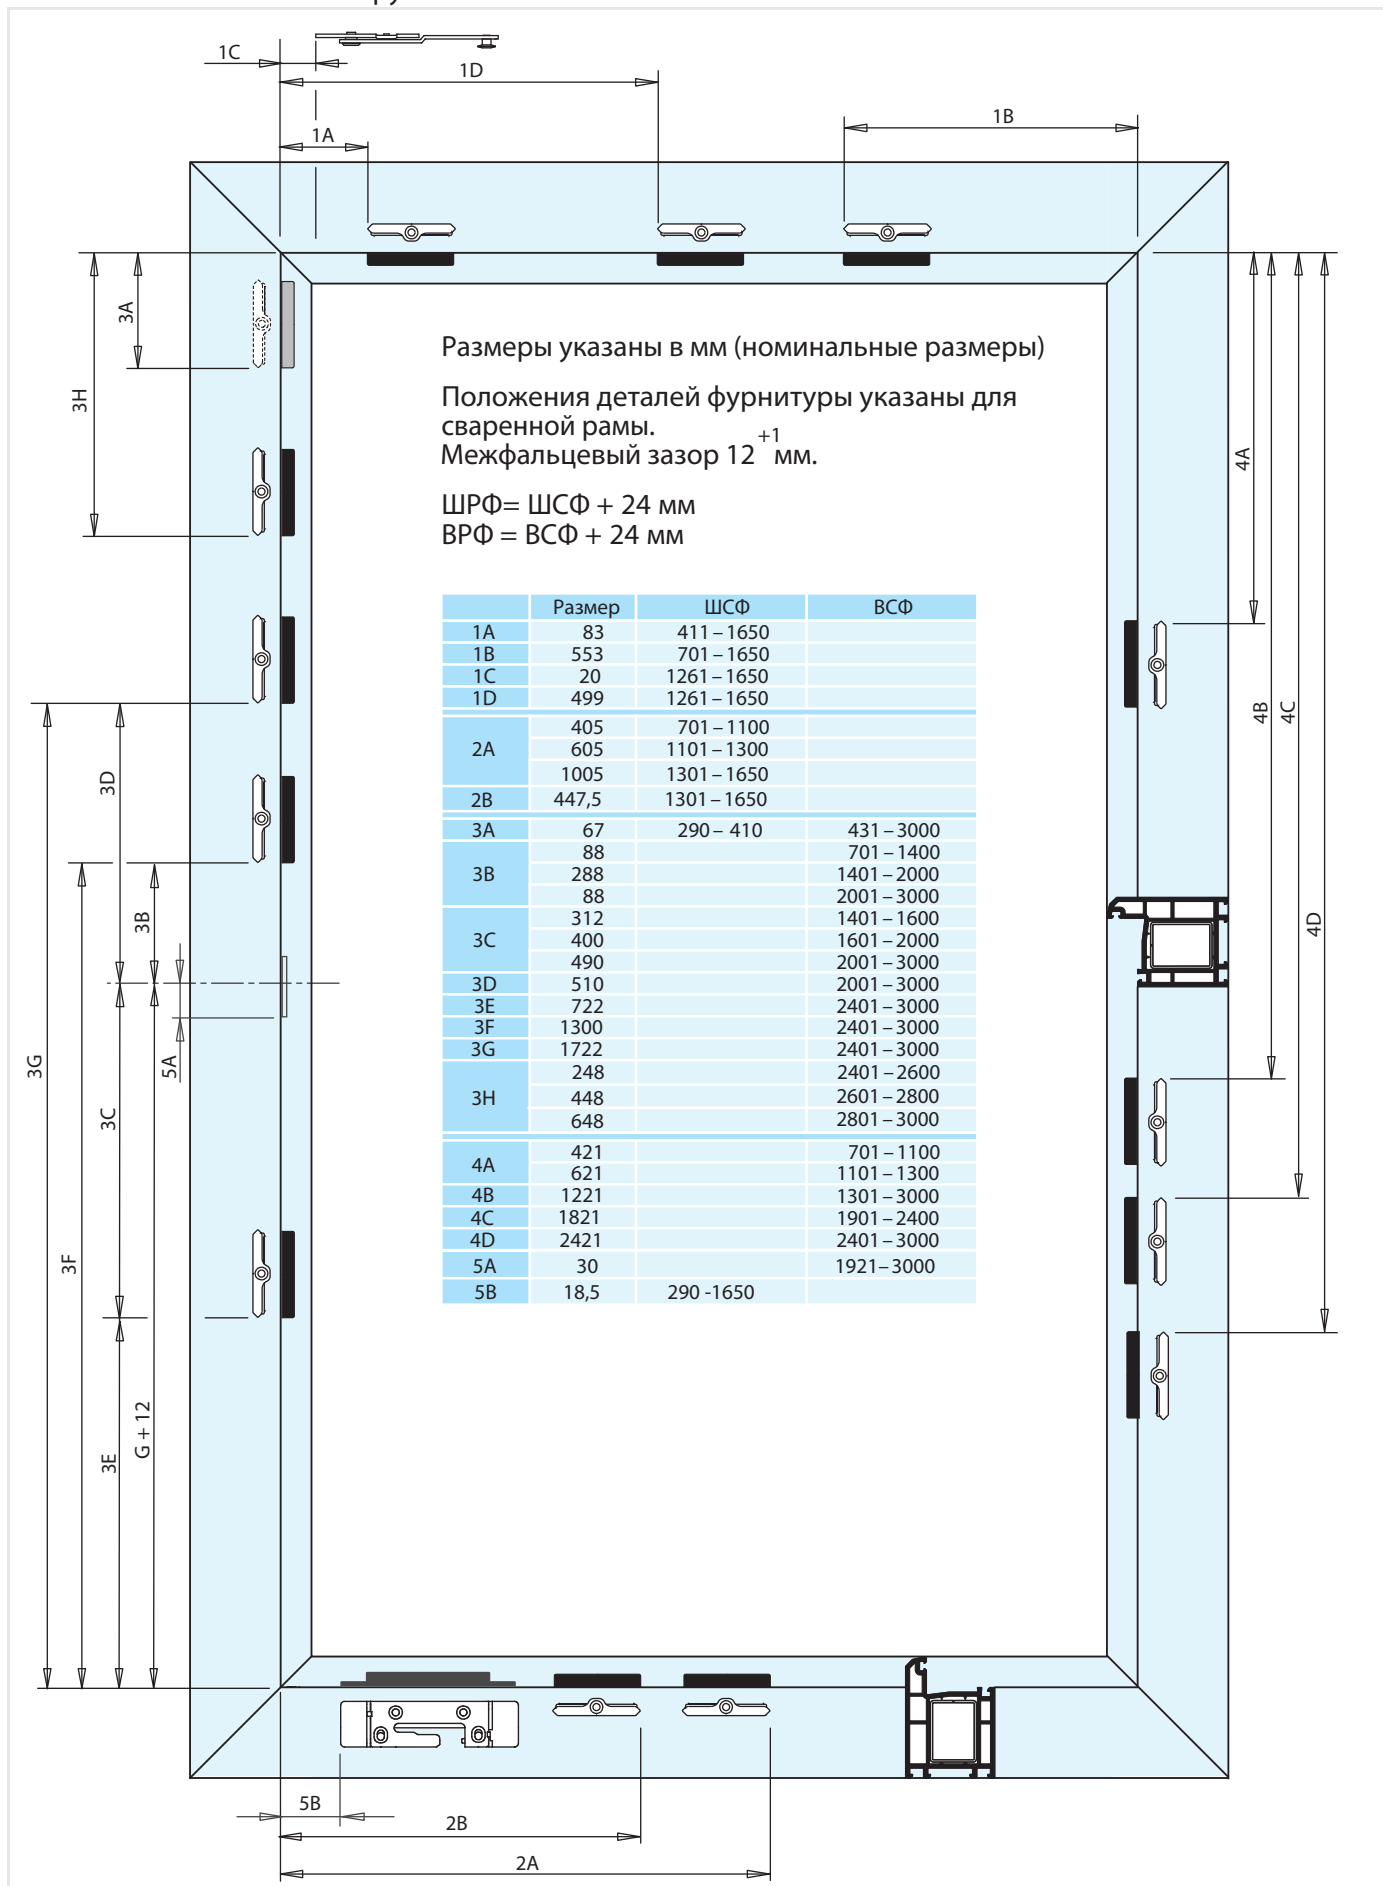 1C
1D
1B
1A
3A
3H
Размеры указаны в мм (номинальные размеры)
Положения деталей фурнитуры указаны для
сваренной рамы.
Межфальцевый зазор 12 +1 мм.
ШРФ= ШСФ + 24 мм
ВРФ = ВСФ + 24 мм
4A
4B
4C
4D
Размер ШСФ ВСФ
1A 83 411 – 1650
1B 553 701 – 1650
1C 20 1261 – 1650
1D 499 1261 – 1650
405 701 – 1100
2A 605 1101 – 1300
1005 1301 – 1650
2B 447,5 1301 – 1650
3A 67 290 – 410 431 – 3000
88 701 – 1400
3B 288 1401 – 2000
88 2001 – 3000
312 1401 – 1600
3C 400 1601 – 2000
490 2001 – 3000
3D 510 2001 – 3000
3E 722 2401 – 3000
3F 1300 2401 – 3000
3G 1722 2401 – 3000
248 2401 – 2600
3H 448 2601 – 2800
648 2801 – 3000
4A 421 701 – 1100
621 1101 – 1300
4B 1221 1301 – 3000
4C 1821 1901 – 2400
4D 2421 2401 – 3000
5A 30 1921– 3000
5B 18,5 290 -1650
3D
3B
3G
5A
3C
3F
3E
G + 12
5B
2B
2A